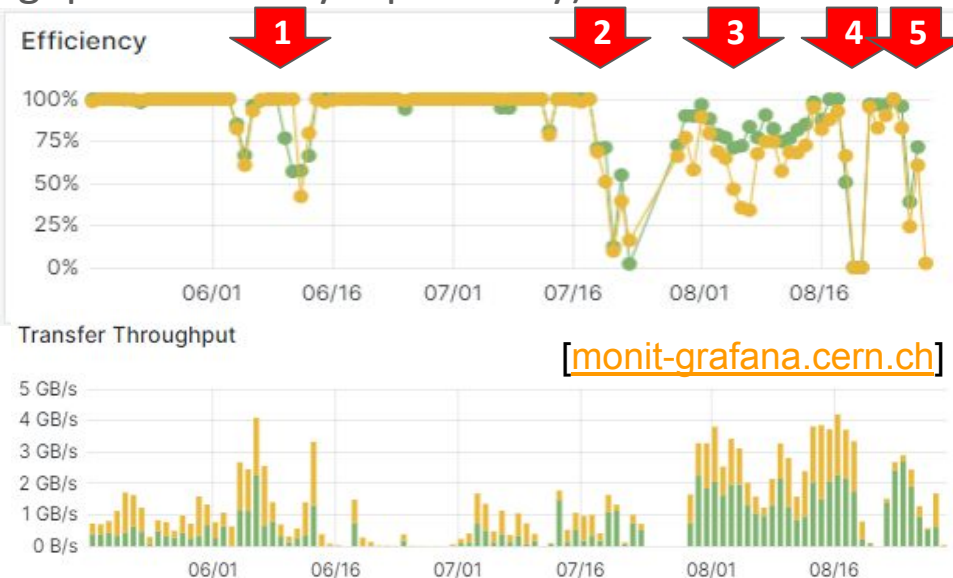 Efficiency
1 2 3 4 5
100%
75%
50%
25%
0%
06/01 06/16 07/01 07/16 08/01 08/16
Transfer Throughput
[monit-grafana.cern.ch]
5 GB/s
4 GB/s
3 GB/s
2 GB/s
1 GB/s
0 B/s
06/01 06/16 07/01 07/16 08/01 08/16